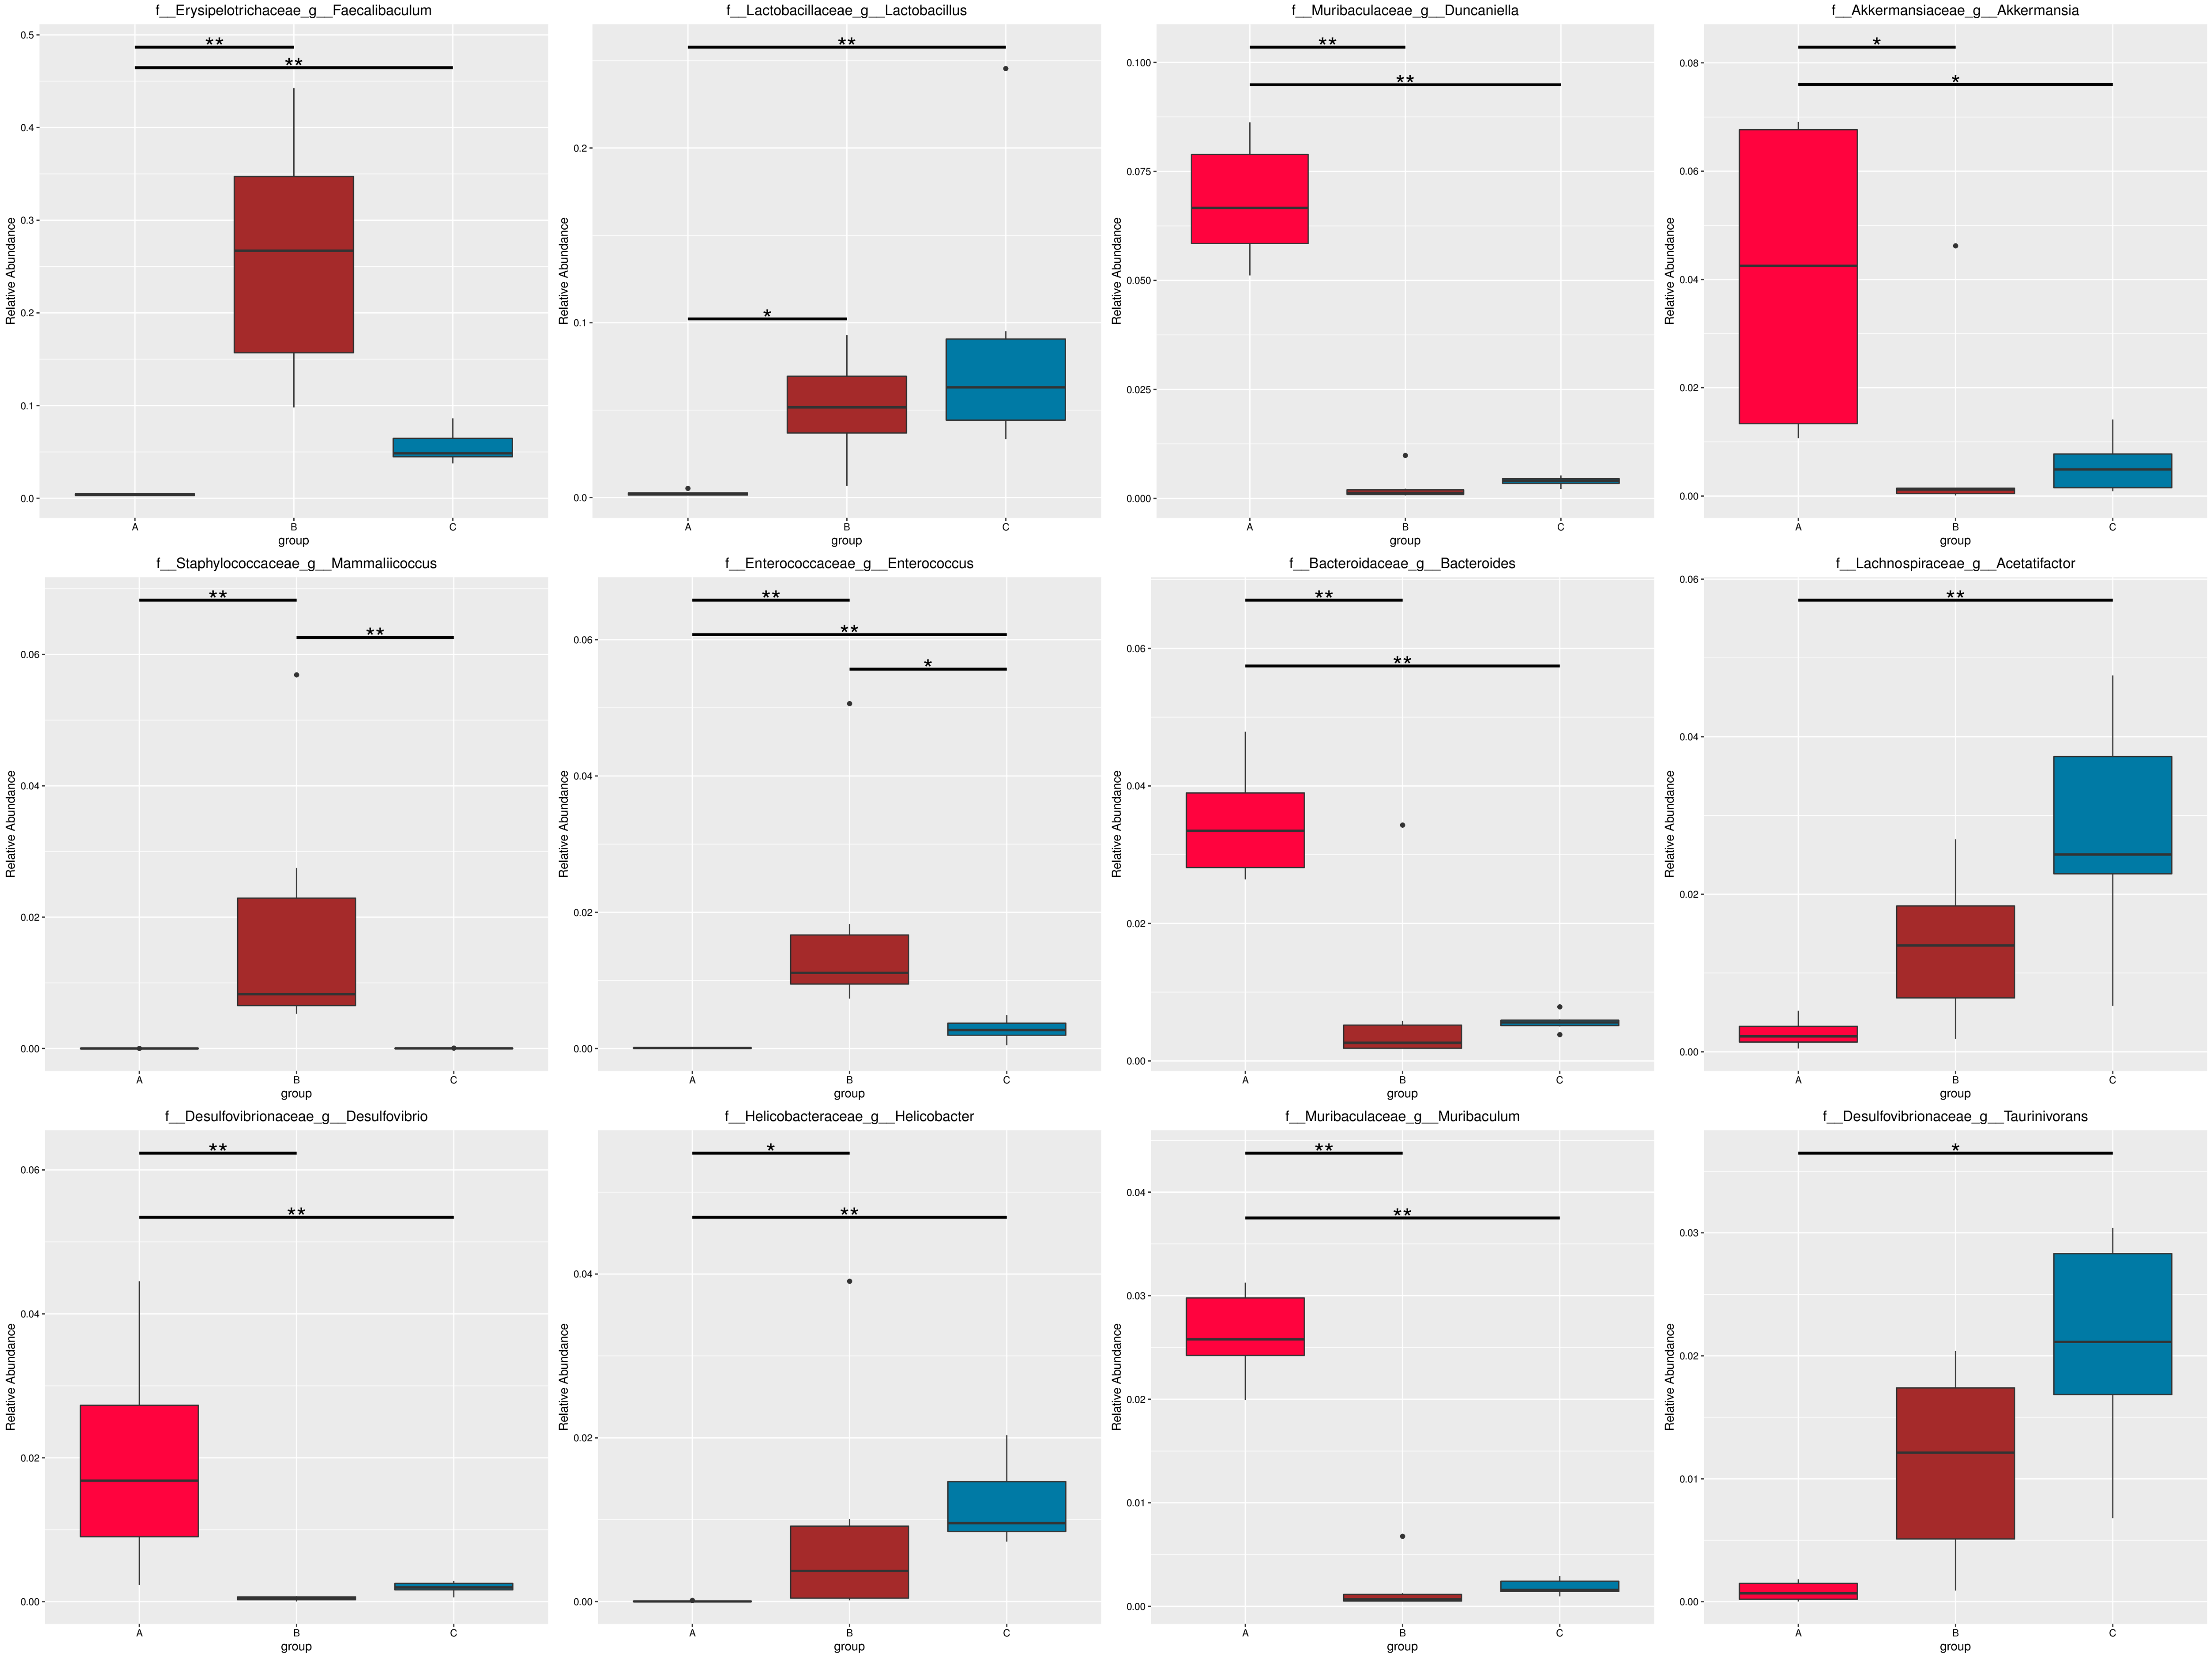 f__Erysipelotrichaceae_g__Faecalibaculum
**
**
0.5
0.4
0.3
0.2
0.1
0.0
Relative Abundance
A B C
group
f__Lactobacillaceae_g__Lactobacillus
**
*
0.2
0.1
0.0
Relative Abundance
A B C
group
f__Muribaculaceae_g__Duncaniella
**
**
0.100
0.075
0.050
0.025
0.000
Relative Abundance
A B C
group
f__Akkermansiaceae_g__Akkermansia
*
*
0.08
0.06
0.04
0.02
0.00
Relative Abundance
A B C
group
f__Staphylococcaceae_g__Mammaliicoccus
**
**
0.06
0.04
0.02
0.00
Relative Abundance
A B C
group
f__Enterococcaceae_g__Enterococcus
**
**
*
0.06
0.04
0.02
0.00
Relative Abundance
A B C
group
f__Bacteroidaceae_g__Bacteroides
**
**
0.06
0.04
0.02
0.00
Relative Abundance
A B C
group
f__Lachnospiraceae_g__Acetatifactor
**
0.06
0.04
0.02
0.00
Relative Abundance
A B C
group
f__Desulfovibrionaceae_g__Desulfovibrio
**
**
0.06
0.04
0.02
0.00
Relative Abundance
A B C
group
f__Helicobacteraceae_g__Helicobacter
*
**
0.04
0.02
0.00
Relative Abundance
A B C
group
f__Muribaculaceae_g__Muribaculum
**
**
0.04
0.03
0.02
0.01
0.00
Relative Abundance
A B C
group
f__Desulfovibrionaceae_g__Taurinivorans
*
0.03
0.02
0.01
0.00
Relative Abundance
A B C
group